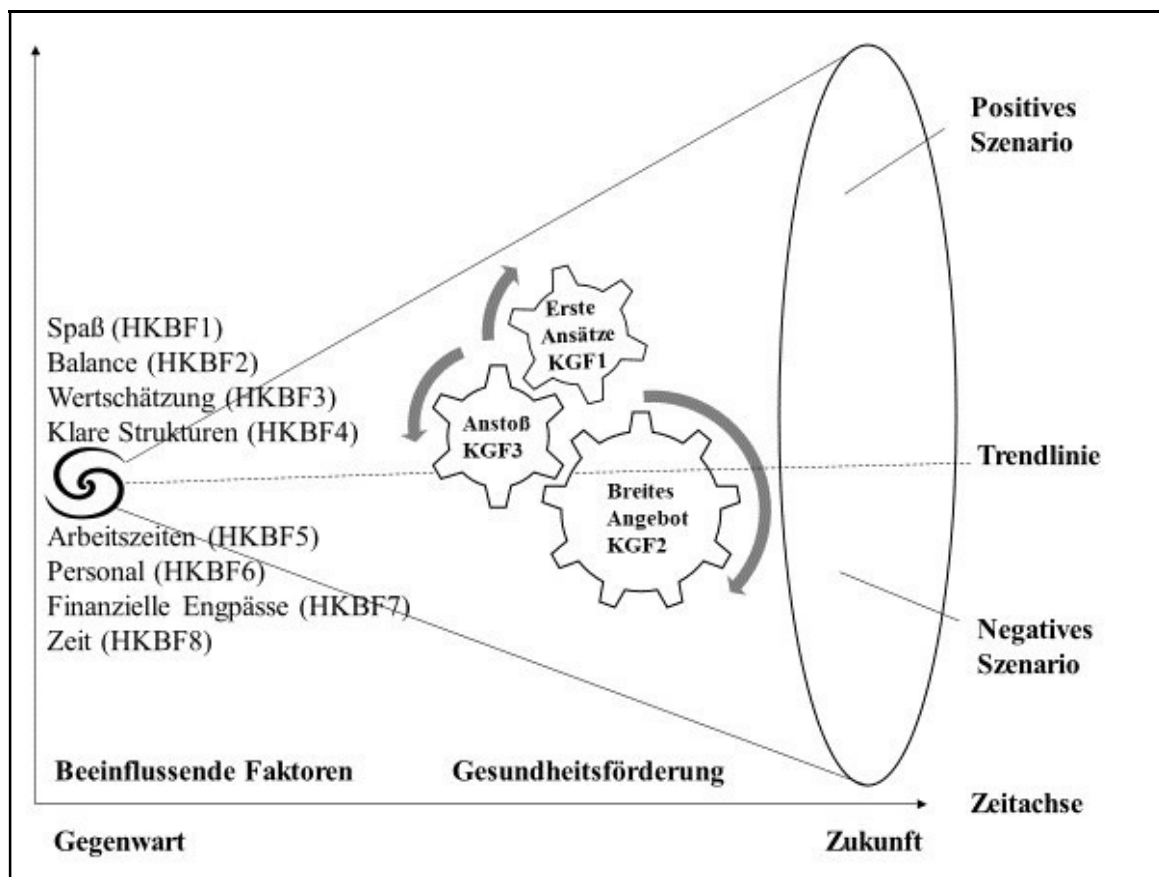 Positives
Szenario
Spaß (HKBF1)
Balance (HKBF2)
Wertschätzung (HKBF3)
Klare Strukturen (HKBF4)
Erste
Ansätze
KGF1
Anstoß
KGF3
Breites
Angebot
KGF2
Trendlinie
Arbeitszeiten (HKBF5)
Personal (HKBF6)
Finanzielle Engpässe (HKBF7)
Zeit (HKBF8)
Negatives
Szenario
Beeinflussende Faktoren
Gesundheitsförderung
Zeitachse
Gegenwart
Zukunft